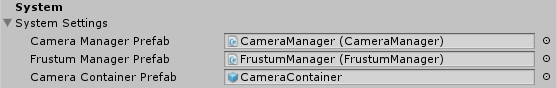 System
System Settings
Camera Manager Prefab CameraManager (CameraManager)
Frustum Manager Prefab FrustumManager (FrustumManager)
Camera Container Prefab CameraContainer